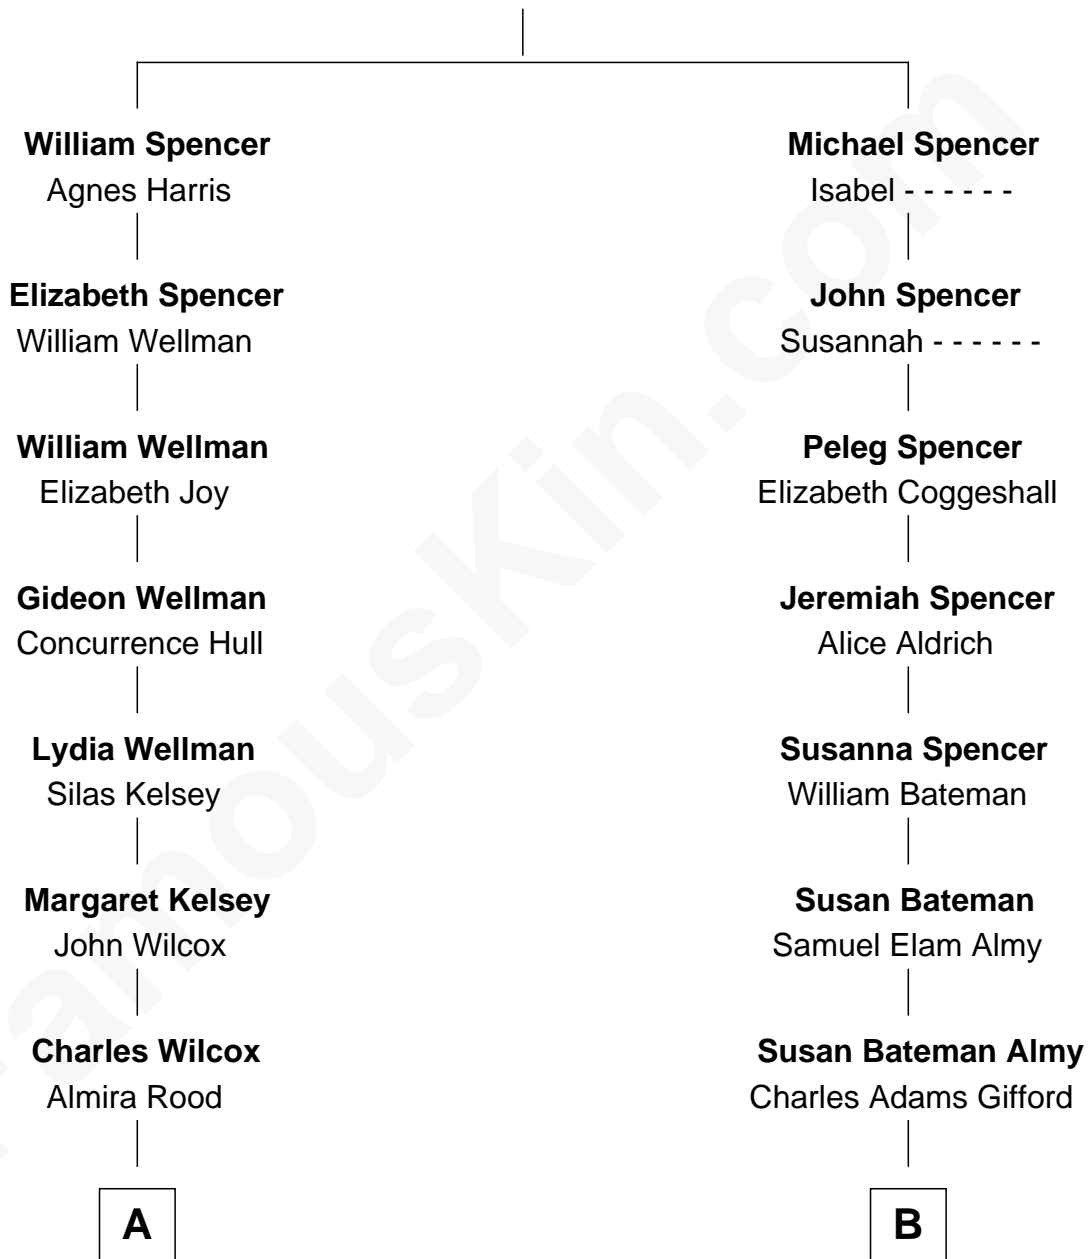 William Spencer
Agnes Harris
Elizabeth Spencer
William Wellman
William Wellman
Elizabeth Joy
Gideon Wellman
Concurrence Hull
Lydia Wellman
Silas Kelsey
Margaret Kelsey
John Wilcox
Charles Wilcox
Almira Rood
A
Michael Spencer
Isabel - - - - - -
John Spencer
Susannah - - - - - -
Peleg Spencer
Elizabeth Coggeshall
Jeremiah Spencer
Alice Aldrich
Susanna Spencer
William Bateman
Susan Bateman
Samuel Elam Almy
Susan Bateman Almy
Charles Adams Gifford
B
FamousKin.com